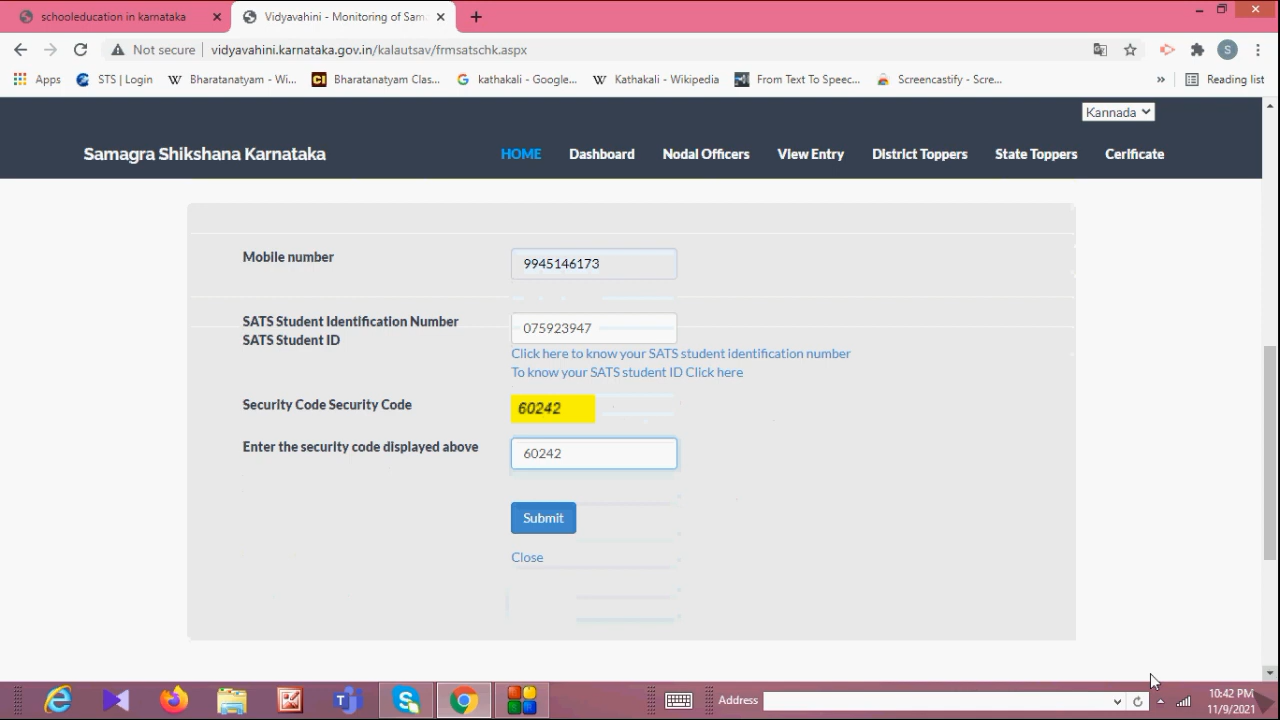 schooleducation in karnataka
Vidyavahini - Monitoring of Sam
Not secure
vidyavahini.karnataka.gov.in/kalautsav/frmsatschk.aspx
S
Apps
STS | Login
Bharatanatyam - Wi...
Bharatanatyam Clas...
kathakali - Google...
Kathakali - Wikipedia
From Text To Speec...
Screencastify - Scre...
»
Reading list
Kannada
Samagra Shikshana Karnataka
HOME
Dashboard
Nodal Officers
View Entry
District Toppers
State Toppers
Cerificate
Mobile number
9945146173
SATS Student Identification Number
SATS Student ID
075923947
Click here to know your SATS student identification number
To know your SATS student ID Click here
Security Code Security Code
60242
Enter the security code displayed above
60242
Submit
Close
Address
10:42 PM
11/9/2021